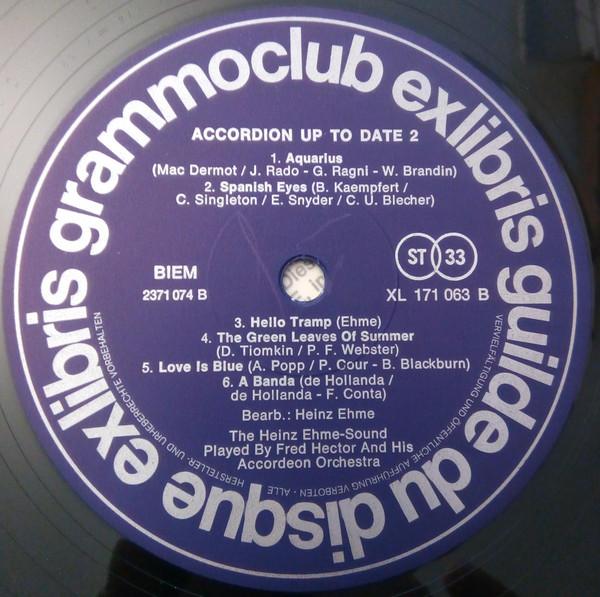 exlibris grammoclub exlibris guilde du disque
ACCORDION UP TO DATE 2
1. Aquarius
(Mac Dermot / J. Rado - G. Ragni - W. Brandin)
2. Spanish Eyes (B. Kaempfert /
C. Singleton / E. Snyder / C. U. Blecher)
BIEM
2371 074 B
ST 33
XL 171 063 B
3. Hello Tramp (Ehme)
4. The Green Leaves Of Summer
(D. Tiomkin / P. F. Webster)
5. Love Is Blue (A. Popp / P. Cour - B. Blackburn)
6. A Banda (de Hollanda /
de Hollanda - F. Conta)
Bearb.: Heinz Ehme
The Heinz Ehme-Sound
Played By Fred Hector And His
Accordeon Orchestra
VERVIELFÄLTIGUNG UND ÖFFENTLICHE AUFFÜHRUNG VERBOTEN - ALLE HERSTELLER- UND URHEBERRECHTE VORBEHALTEN